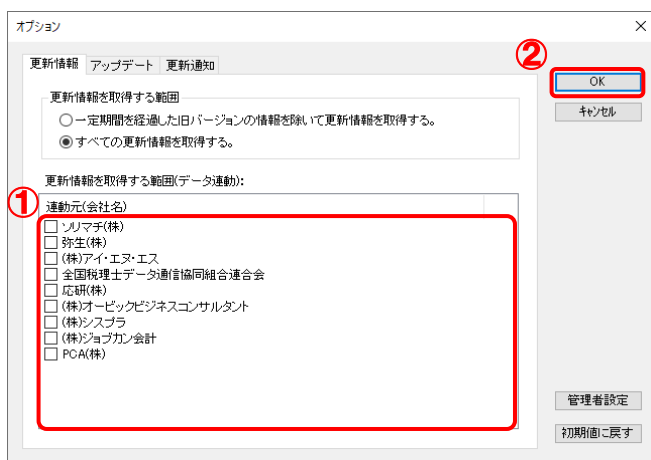 オプション
更新情報 アップデート 更新通知
②
OK
キャンセル
更新情報を取得する範囲
一定期間を経過した旧バージョンの情報を除いて更新情報を取得する。
すべての更新情報を取得する。
更新情報を取得する範囲(データ連動):
①
連動元(会社名)
ソリマチ(株)
弥生(株)
(株)アイ・エヌ・エス
全国税理士データ通信協同組合連合会
応研(株)
(株)オービックビジネスコンサルタント
(株)シスプラ
(株)ジョブカン会計
PCA(株)
管理者設定
初期値に戻す